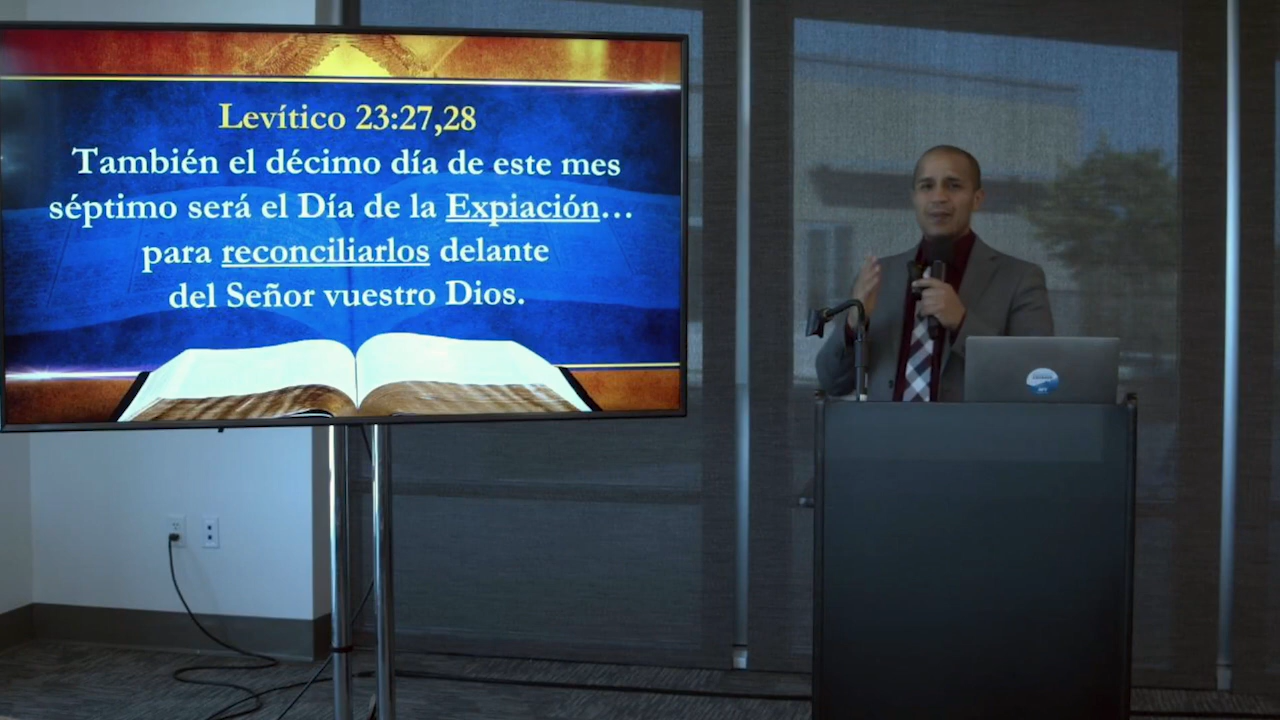 Levítico 23:27,28
También el décimo día de este mes
séptimo será el Día de la Expiación...
para reconciliarlos delante
del Señor vuestro Dios.